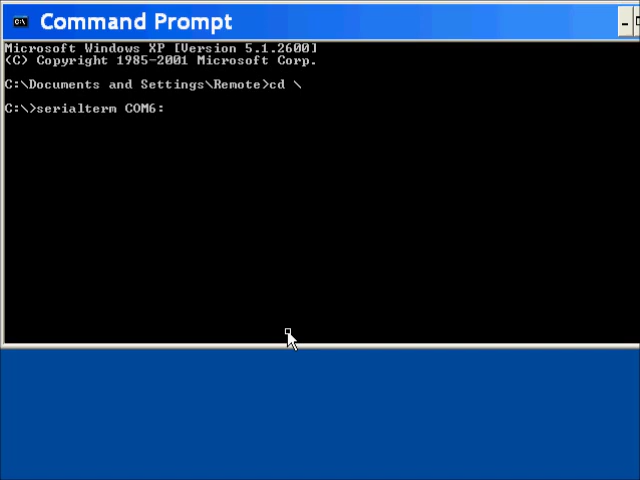 C:\
Command Prompt
Microsoft Windows XP [Version 5.1.2600]
(C) Copyright 1985-2001 Microsoft Corp.
C:\Documents and Settings\Remote>cd \
C:\>serialterm COM6: